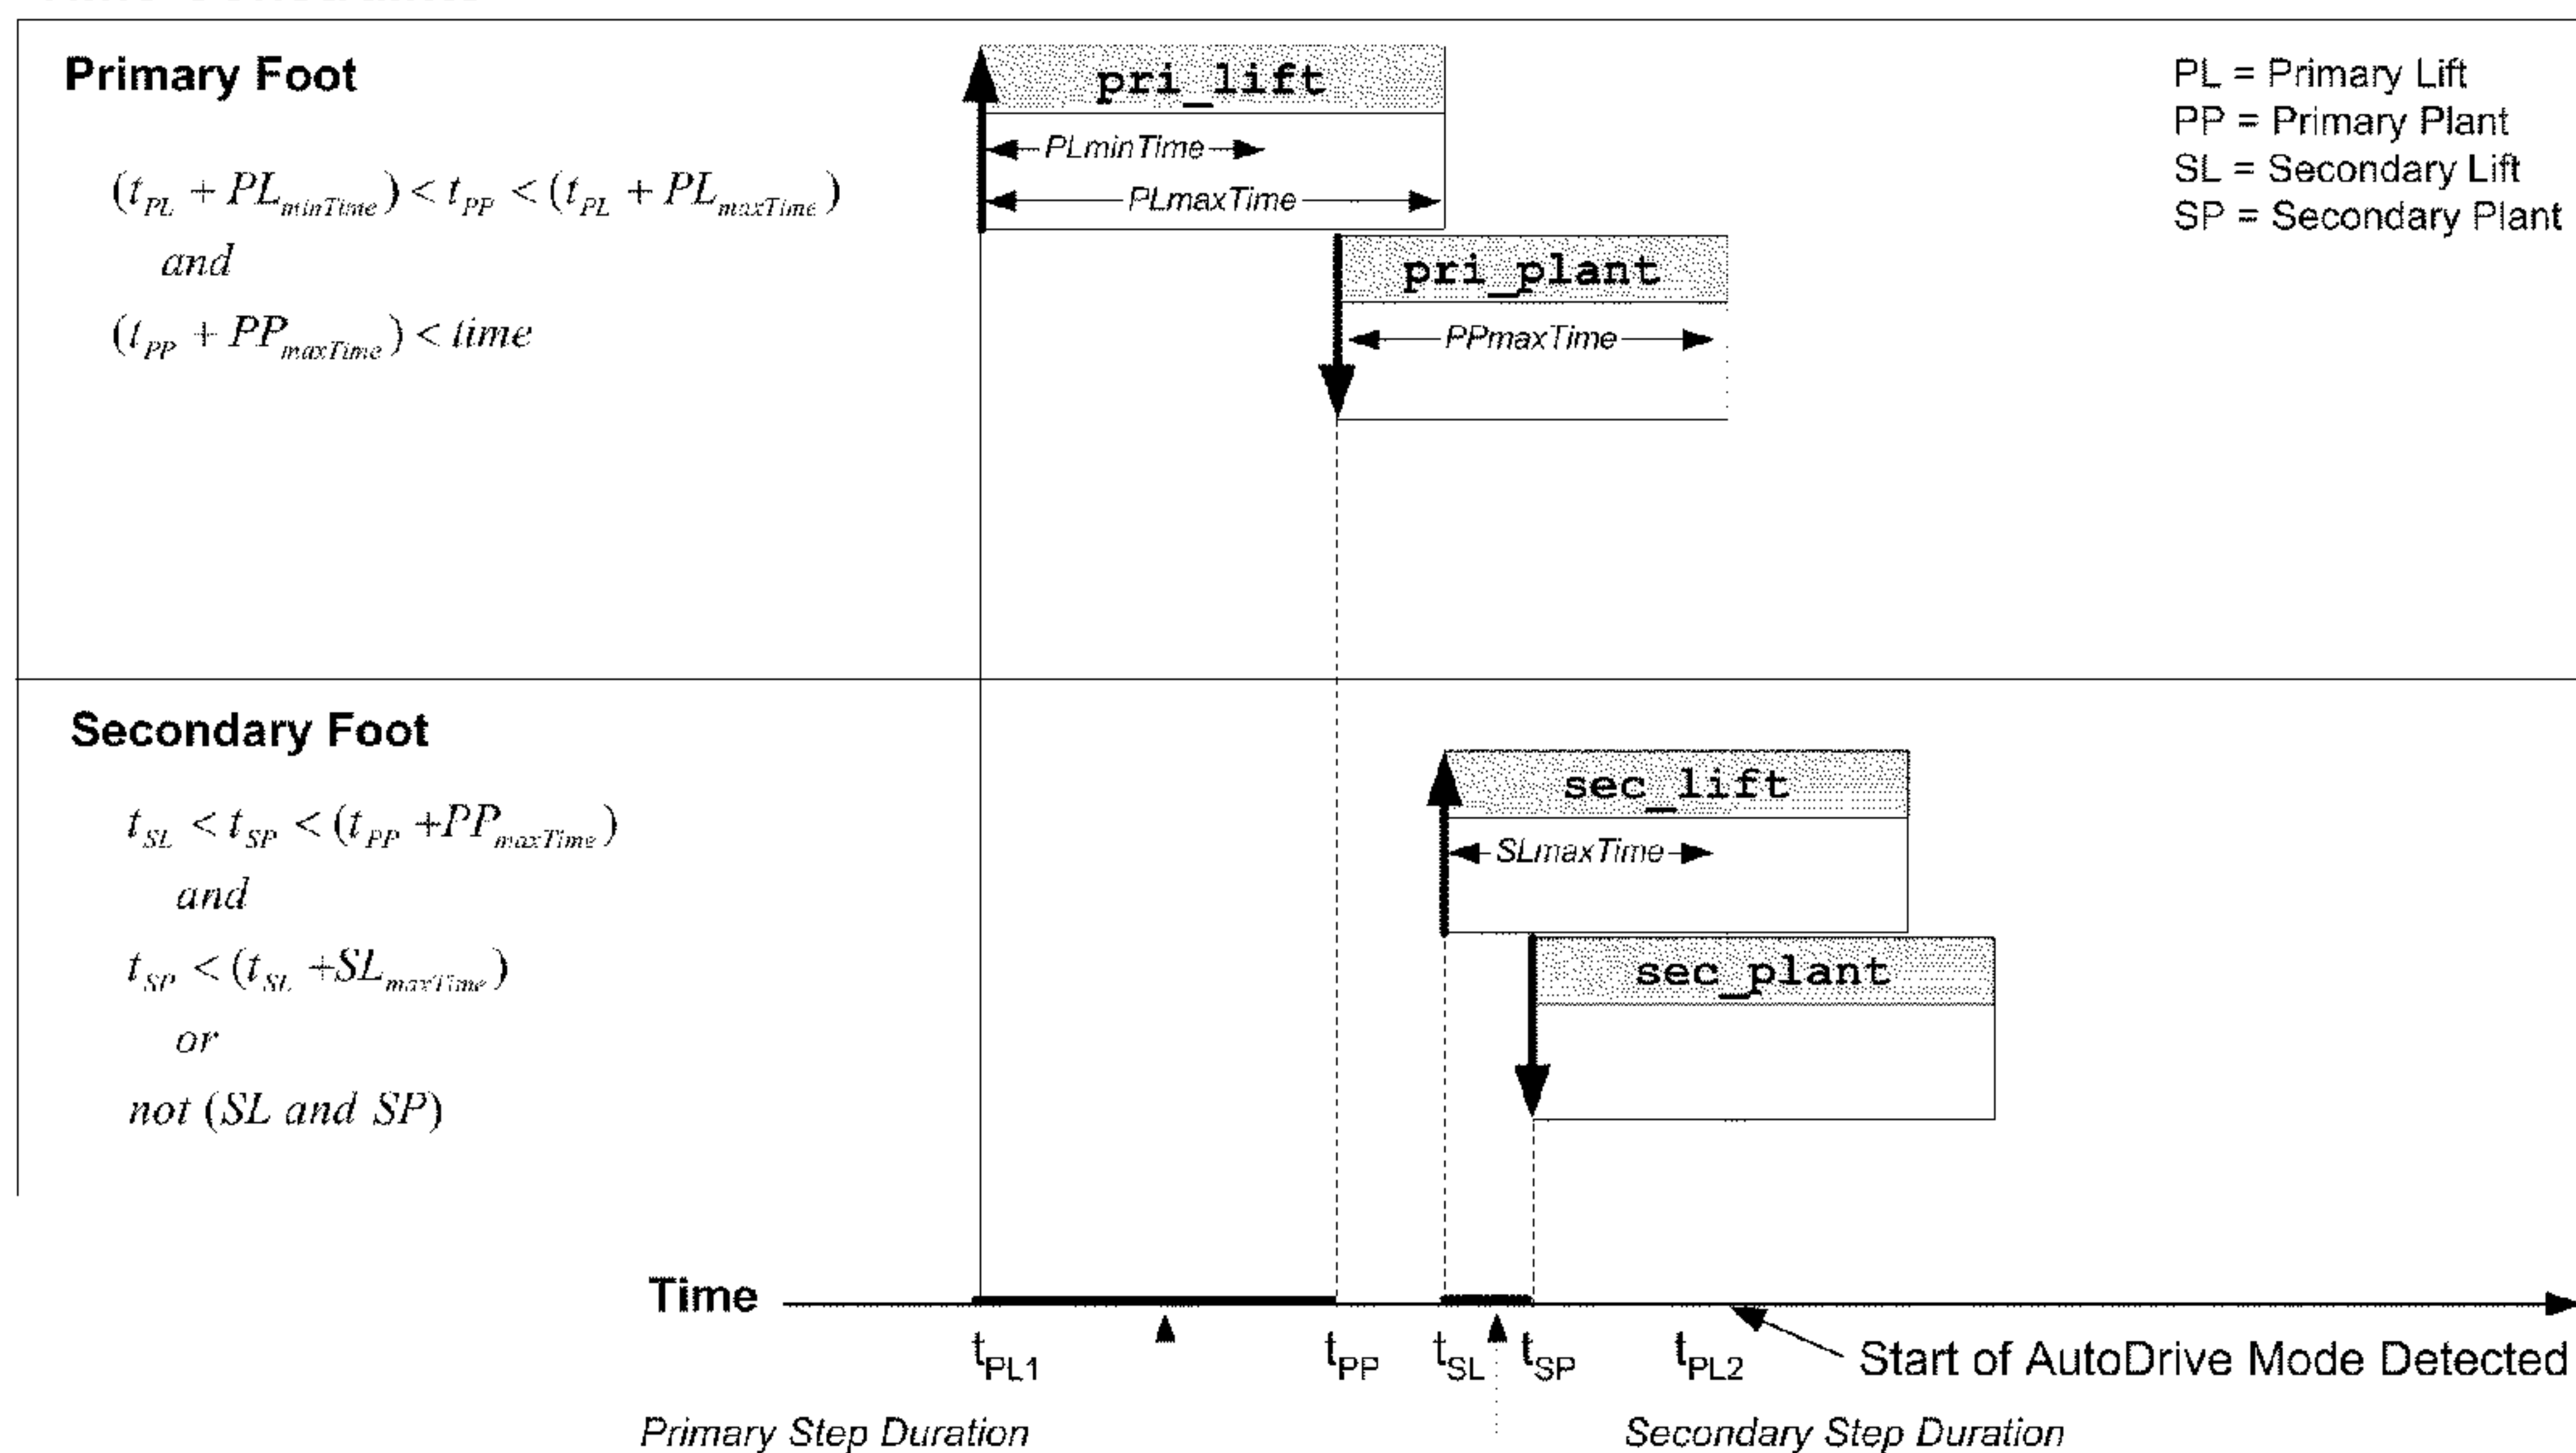 Primary Foot
(t_PL + PL_minTime) < t_PP < (t_PL + PL_maxTime)
and
(t_PP + PP_maxTime) < time
pri_lift
PLminTime
PLmaxTime
pri_plant
PPmaxTime
PL = Primary Lift
PP = Primary Plant
SL = Secondary Lift
SP = Secondary Plant
Secondary Foot
t_SL < t_SP < (t_PP + PP_maxTime)
and
t_SP < (t_SL + SL_maxTime)
or
not (SL and SP)
sec_lift
SLmaxTime
sec_plant
Time
t_PL1 t_PP t_SL t_SP t_PL2 Start of AutoDrive Mode Detected
Primary Step Duration Secondary Step Duration